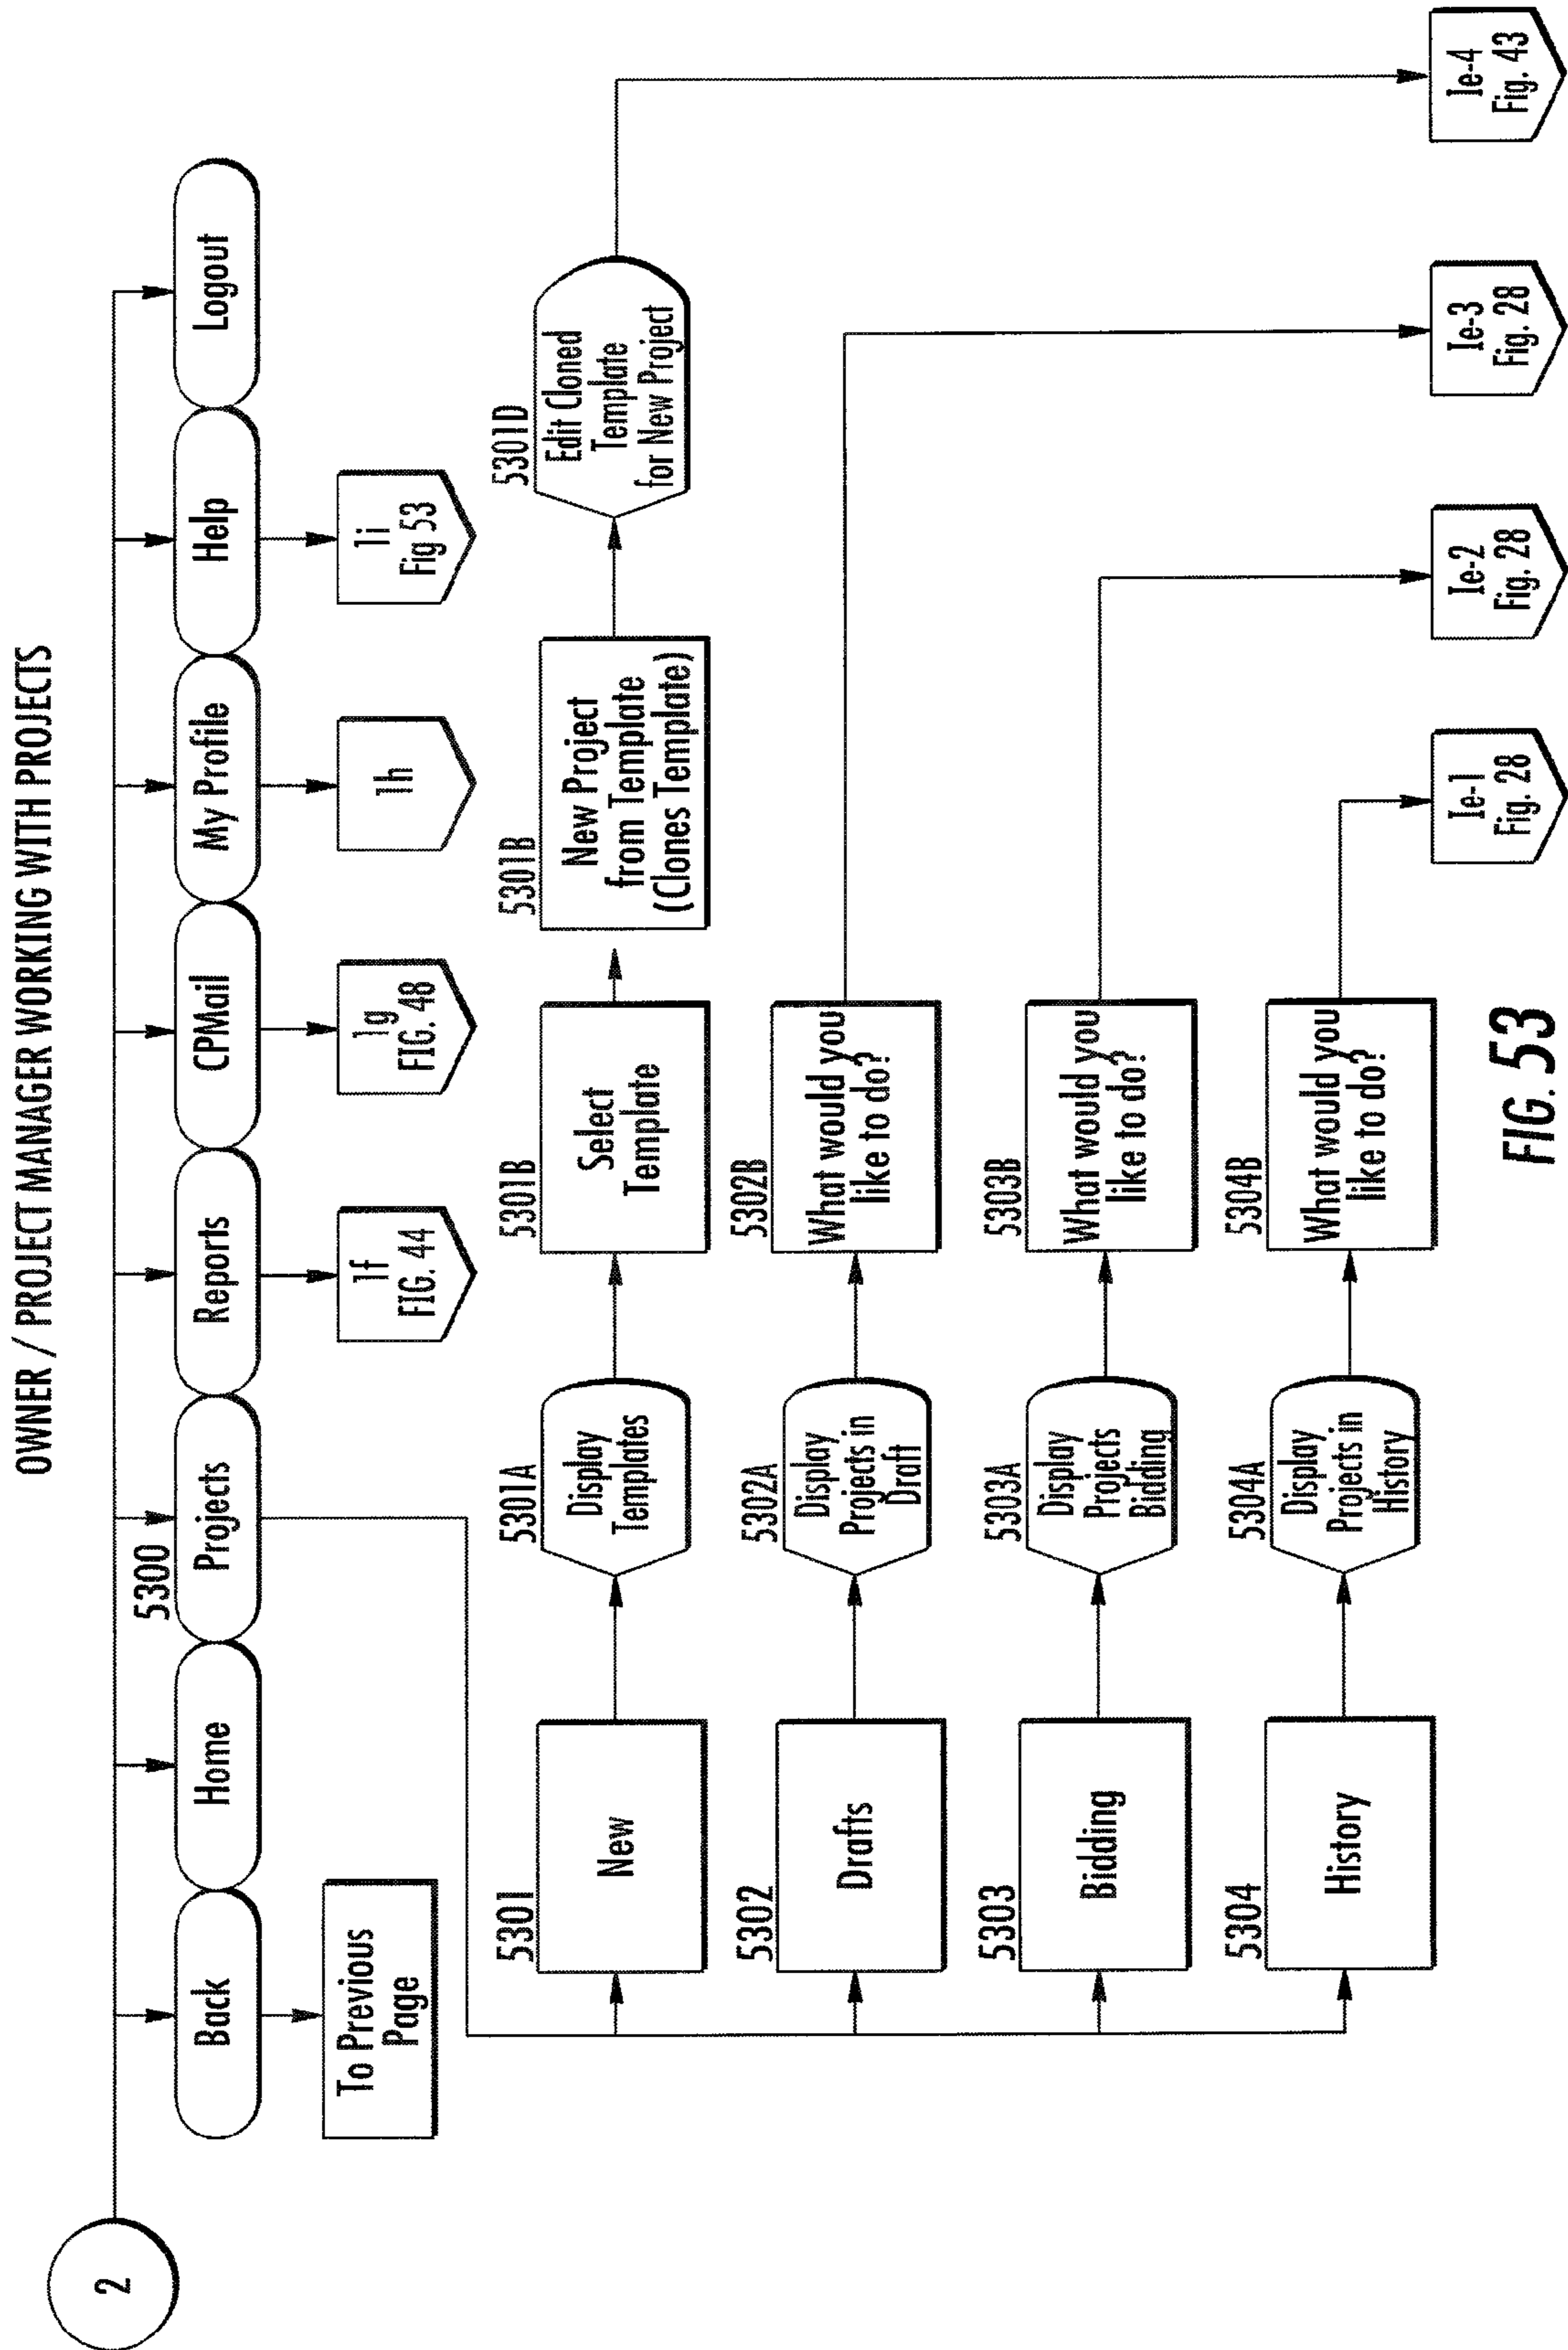 OWNER / PROJECT MANAGER WORKING WITH PROJECTS
2
Back
Home
5300
Projects
Reports
CPMail
My Profile
Help
Logout
To Previous
Page
1f
FIG. 44
1g
FIG. 48
1h
1i
Fig 53
5301
New
5301A
Display
Templates
5301B
Select
Template
5301B
New Project
from Template
(Clones Template)
5301D
Edit Cloned
Template
for New Project
5302
Drafts
5302A
Display
Projects in
Draft
5302B
What would you
like to do?
5303
Bidding
5303A
Display
Projects
Bidding
5303B
What would you
like to do?
5304
History
5304A
Display
Projects in
History
5304B
What would you
like to do?
Ie-1
Fig. 28
Ie-2
Fig. 28
Ie-3
Fig. 28
Ie-4
Fig. 43
FIG. 53